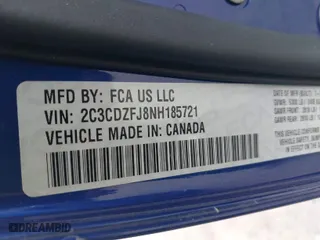 MFD BY: FCA US LLC
VIN: 2C3CDZFJ8NH185721
VEHICLE MADE IN: CANADA
DREAMBID